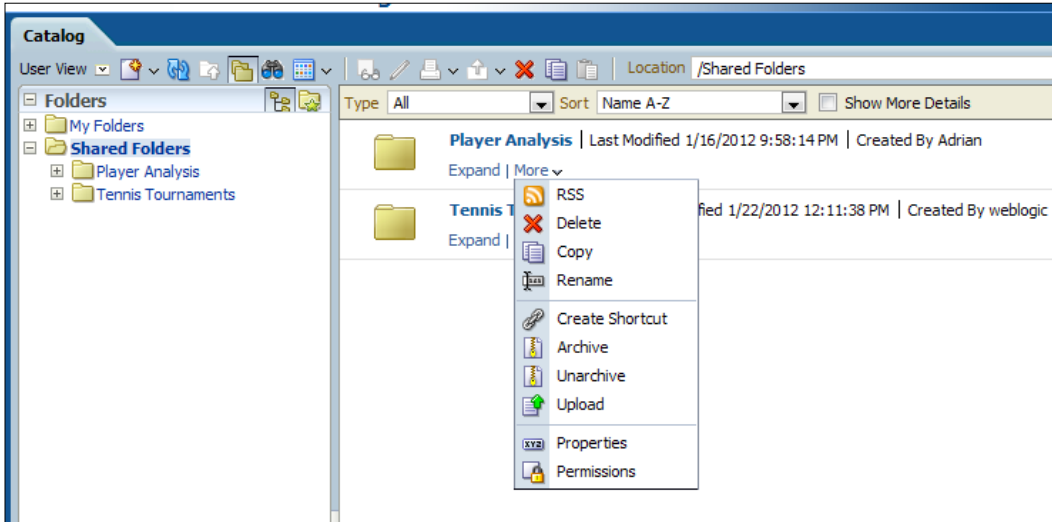 Catalog
User View Location /Shared Folders
Folders
Type All Sort Name A-Z Show More Details
My Folders
Shared Folders
Player Analysis
Tennis Tournaments
Player Analysis | Last Modified 1/16/2012 9:58:14 PM | Created By Adrian
Expand | More
Tennis T fied 1/22/2012 12:11:38 PM | Created By weblogic
Expand |
RSS
Delete
Copy
Rename
Create Shortcut
Archive
Unarchive
Upload
Properties
Permissions